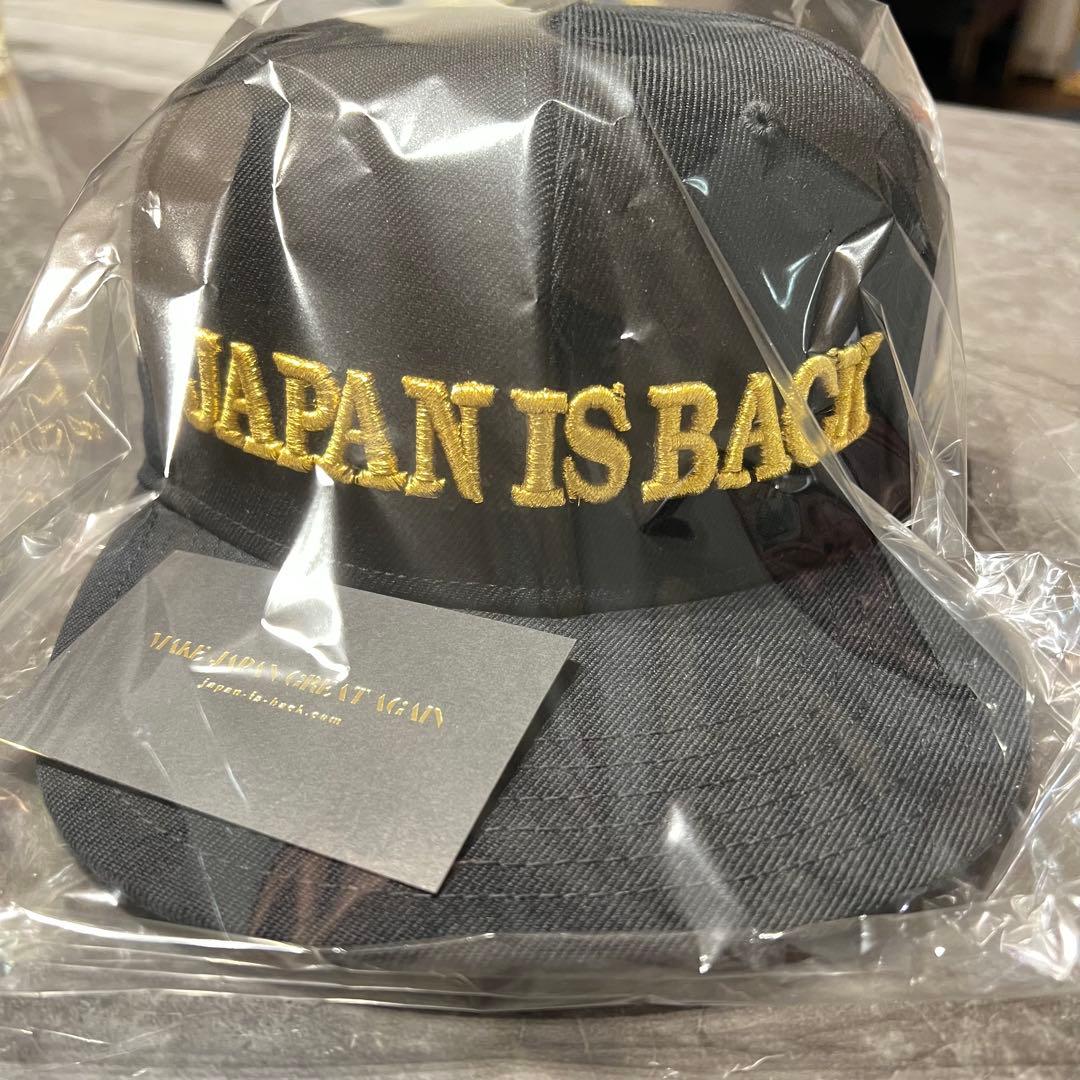 JAPAN IS BACK
MAKE JAPAN GREAT AGAIN
japan-is-back.com